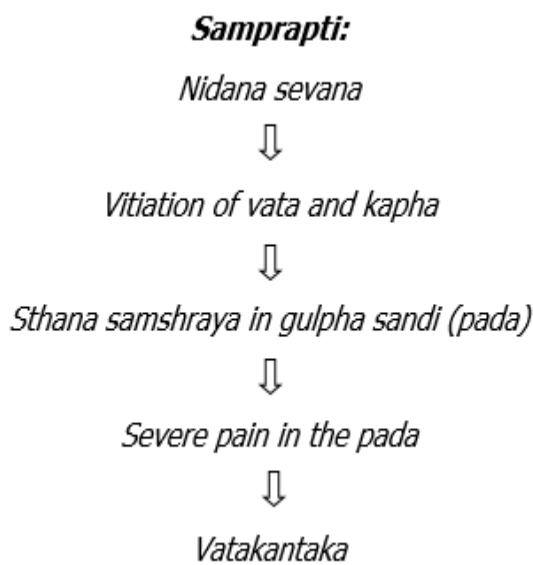 Samprapti:
Nidana sevana
Vitiation of vata and kapha
Sthana samshraya in gulpha sandi (pada)
Severe pain in the pada
Vatakantaka